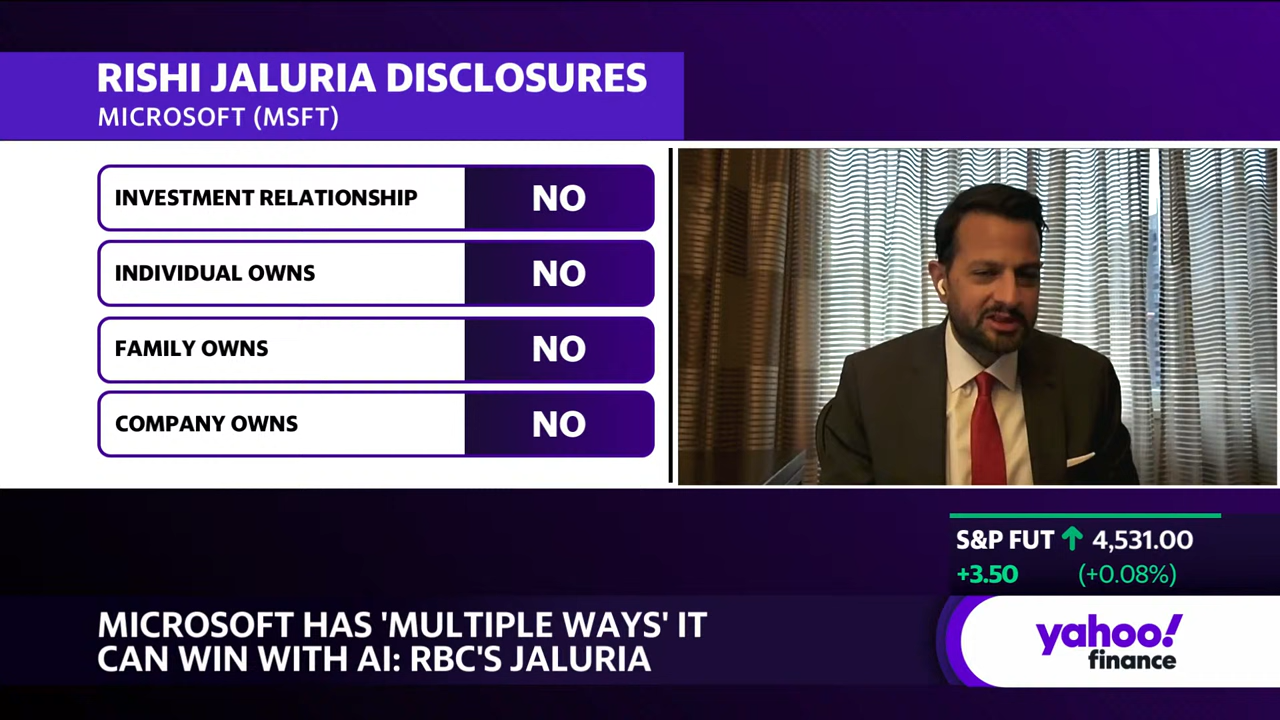 RISHI JALURIA DISCLOSURES
MICROSOFT (MSFT)
INVESTMENT RELATIONSHIP NO
INDIVIDUAL OWNS NO
FAMILY OWNS NO
COMPANY OWNS NO
S&P FUT 4,531.00
+3.50 (+0.08%)
MICROSOFT HAS 'MULTIPLE WAYS' IT
CAN WIN WITH AI: RBC'S JALURIA
yahoo!
finance